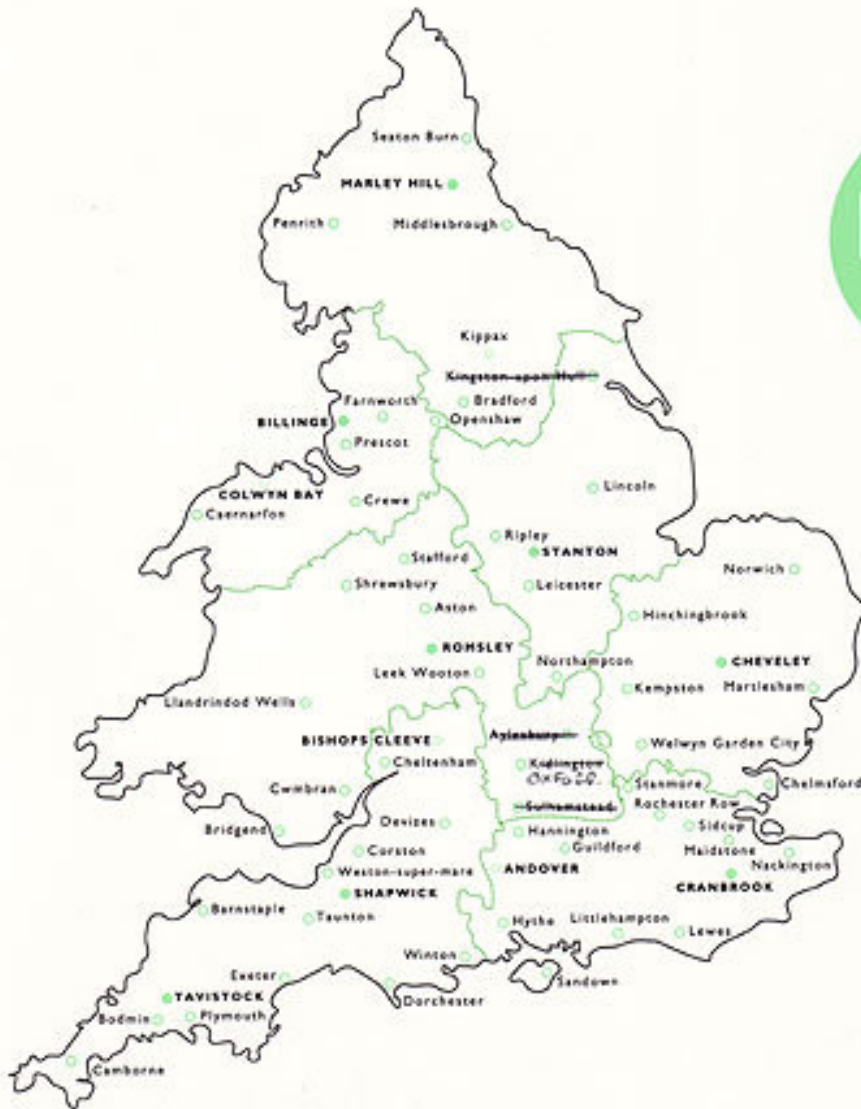 Seaton Burn
MARLEY HILL
Penrith
Middlesbrough
Kippax
Kingston-upon-Hull
Farnworth
Bradford
BILLINGE
Openshaw
Prescot
COLWYN BAY
Lincoln
Crewe
Caernarfon
Ripley
STANTON
Stafford
Norwich
Shrewsbury
Leicester
Aston
Hinchingbrook
ROMSLEY
CHEVELEY
Leek Wooton
Northampton
Kempston
Martlesham
Llandrindod Wells
Aylesbury
BISHOPS CLEEVE
Welwyn Garden City
Cheltenham
Kidlington
Stanmore
Chelmsford
Cwmbran
Sulhamstead
Rochester Row
Devizes
Sidcup
Bridgend
Hannington
Guildford
Maidstone
Corston
Nackington
Weston-super-mare
ANDOVER
CRANBROOK
SHAPWICK
Barnstaple
Taunton
Hythe
Littlehampton
Lewes
Winton
Exeter
Sandown
TAVISTOCK
Dorchester
Bodmin
Plymouth
Camborne